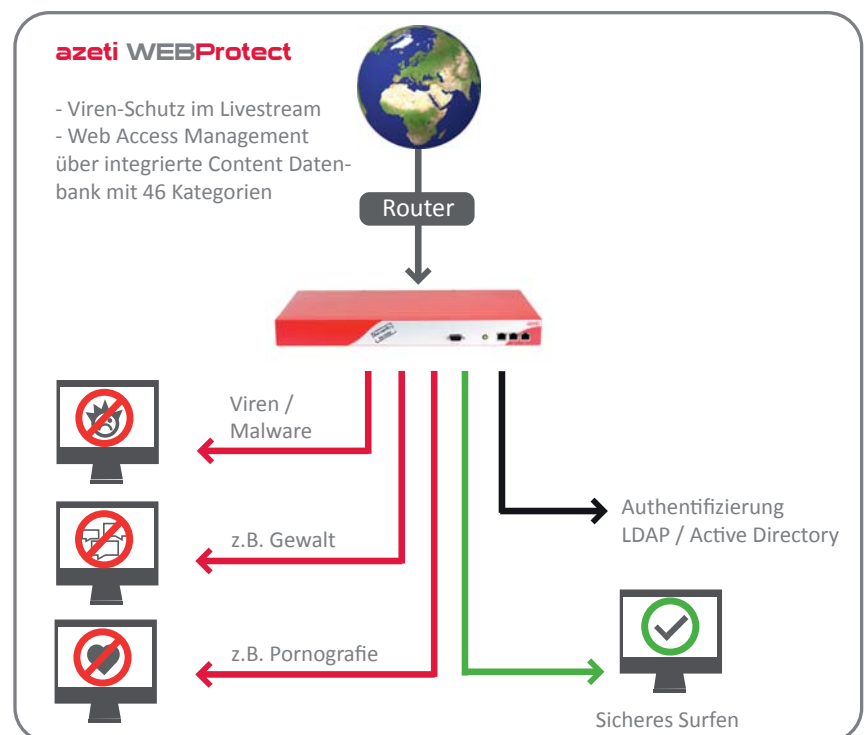 azeti WEBProtect
- Viren-Schutz im Livestream
- Web Access Management
über integrierte Content Daten-
bank mit 46 Kategorien
Router
Viren /
Malware
z.B. Gewalt
z.B. Pornografie
Authentifizierung
LDAP / Active Directory
Sicheres Surfen